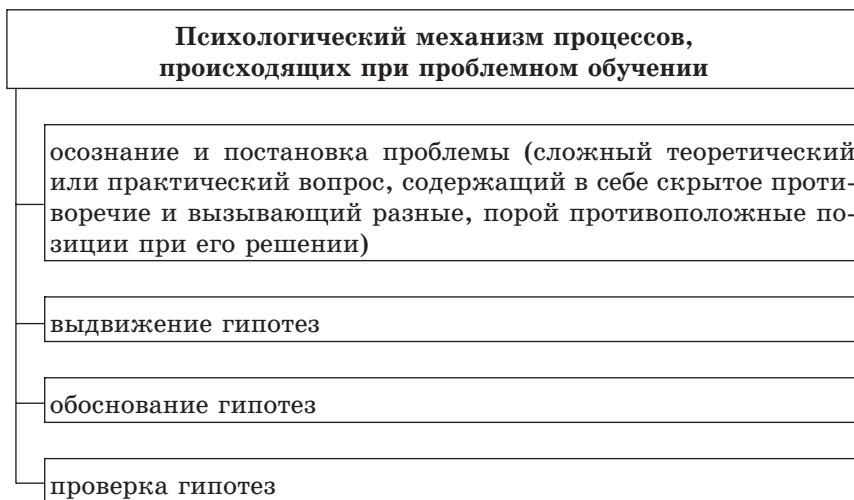 Психологический механизм процессов,
происходящих при проблемном обучении
осознание и постановка проблемы (сложный теоретический
или практический вопрос, содержащий в себе скрытое проти-
воречие и вызывающий разные, порой противоположные по-
зиции при его решении)
выдвижение гипотез
обоснование гипотез
проверка гипотез